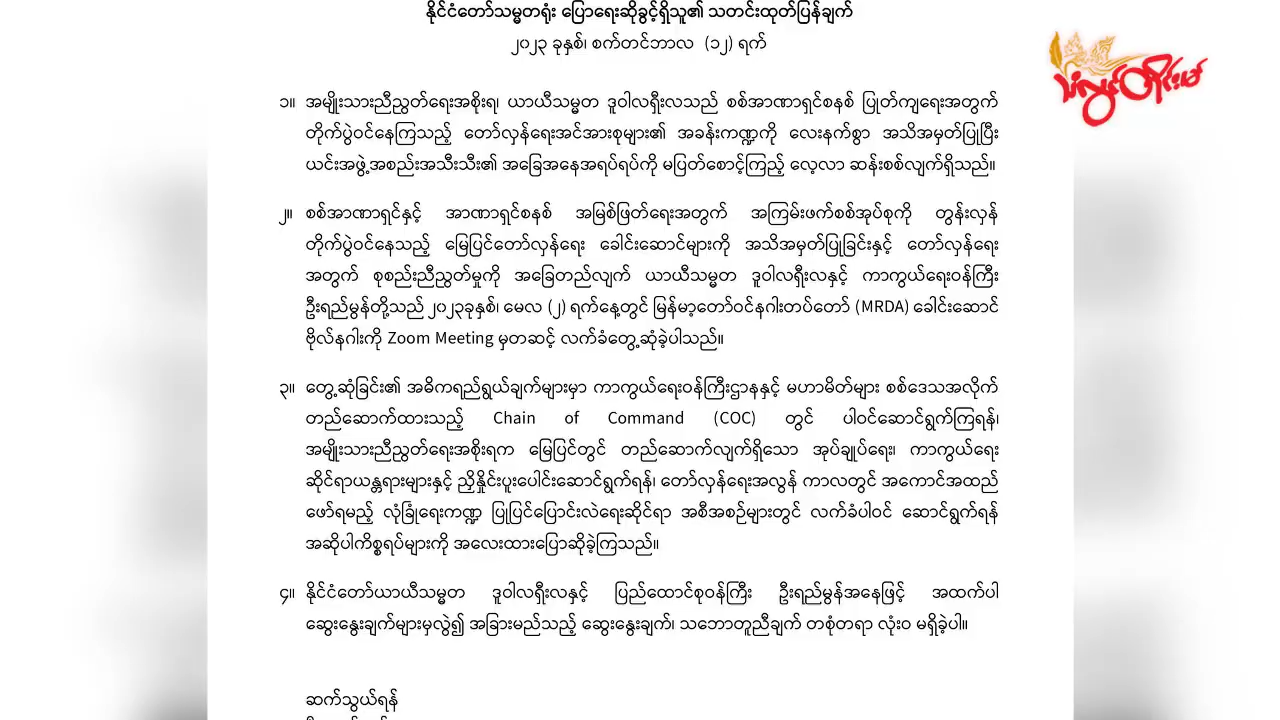 နိုင်ငံတော်သမ္မတရုံး ပြောရေးဆိုခွင့်ရှိသူ၏ သတင်းထုတ်ပြန်ချက်
၂၀၂၃ ခုနှစ်၊ စက်တင်ဘာလ (၁၂) ရက်
သံလွင်တိုင်းမ်
၁။ အမျိုးသားညီညွတ်ရေးအစိုးရ၊ ယာယီသမ္မတ ဒူဝါလရှီးလသည် စစ်အာဏာရှင်စနစ် ပြုတ်ကျရေးအတွက်
တိုက်ပွဲဝင်နေကြသည့် တော်လှန်ရေးအင်အားစုများ၏ အခန်းကဏ္ဍကို လေးနက်စွာ အသိအမှတ်ပြုပြီး
ယင်းအဖွဲ့အစည်းအသီးသီး၏ အခြေအနေအရပ်ရပ်ကို မပြတ်စောင့်ကြည့် လေ့လာ ဆန်းစစ်လျက်ရှိသည်။
၂။ စစ်အာဏာရှင်နှင့် အာဏာရှင်စနစ် အမြစ်ဖြတ်ရေးအတွက် အကြမ်းဖက်စစ်အုပ်စုကို တွန်းလှန်
တိုက်ပွဲဝင်နေသည့် မြေပြင်တော်လှန်ရေး ခေါင်းဆောင်များကို အသိအမှတ်ပြုခြင်းနှင့် တော်လှန်ရေး
အတွက် စုစည်းညီညွတ်မှုကို အခြေတည်လျက် ယာယီသမ္မတ ဒူဝါလရှီးလနှင့် ကာကွယ်ရေးဝန်ကြီး
ဦးရည်မွန်တို့သည် ၂၀၂၃ခုနှစ်၊ မေလ (၂) ရက်နေ့တွင် မြန်မာ့တော်ဝင်နဂါးတပ်တော် (MRDA) ခေါင်းဆောင်
ဗိုလ်နဂါးကို Zoom Meeting မှတဆင့် လက်ခံတွေ့ဆုံခဲ့ပါသည်။
၃။ တွေ့ဆုံခြင်း၏ အဓိကရည်ရွယ်ချက်များမှာ ကာကွယ်ရေးဝန်ကြီးဌာနနှင့် မဟာမိတ်များ စစ်ဒေသအလိုက်
တည်ဆောက်ထားသည့် Chain of Command (COC) တွင် ပါဝင်ဆောင်ရွက်ကြရန်၊
အမျိုးသားညီညွတ်ရေးအစိုးရက မြေပြင်တွင် တည်ဆောက်လျက်ရှိသော အုပ်ချုပ်ရေး၊ ကာကွယ်ရေး
ဆိုင်ရာယန္တရားများနှင့် ညှိနှိုင်းပူးပေါင်းဆောင်ရွက်ရန်၊ တော်လှန်ရေးအလွန် ကာလတွင် အကောင်အထည်
ဖော်ရမည့် လုံခြုံရေးကဏ္ဍ ပြုပြင်ပြောင်းလဲရေးဆိုင်ရာ အစီအစဉ်များတွင် လက်ခံပါဝင် ဆောင်ရွက်ရန်
အဆိုပါကိစ္စရပ်များကို အလေးထားပြောဆိုခဲ့ကြသည်။
၄။ နိုင်ငံတော်ယာယီသမ္မတ ဒူဝါလရှီးလနှင့် ပြည်ထောင်စုဝန်ကြီး ဦးရည်မွန်အနေဖြင့် အထက်ပါ
ဆွေးနွေးချက်များမှလွဲ၍ အခြားမည်သည့် ဆွေးနွေးချက်၊ သဘောတူညီချက် တစုံတရာ လုံးဝ မရှိခဲ့ပါ။
ဆက်သွယ်ရန်